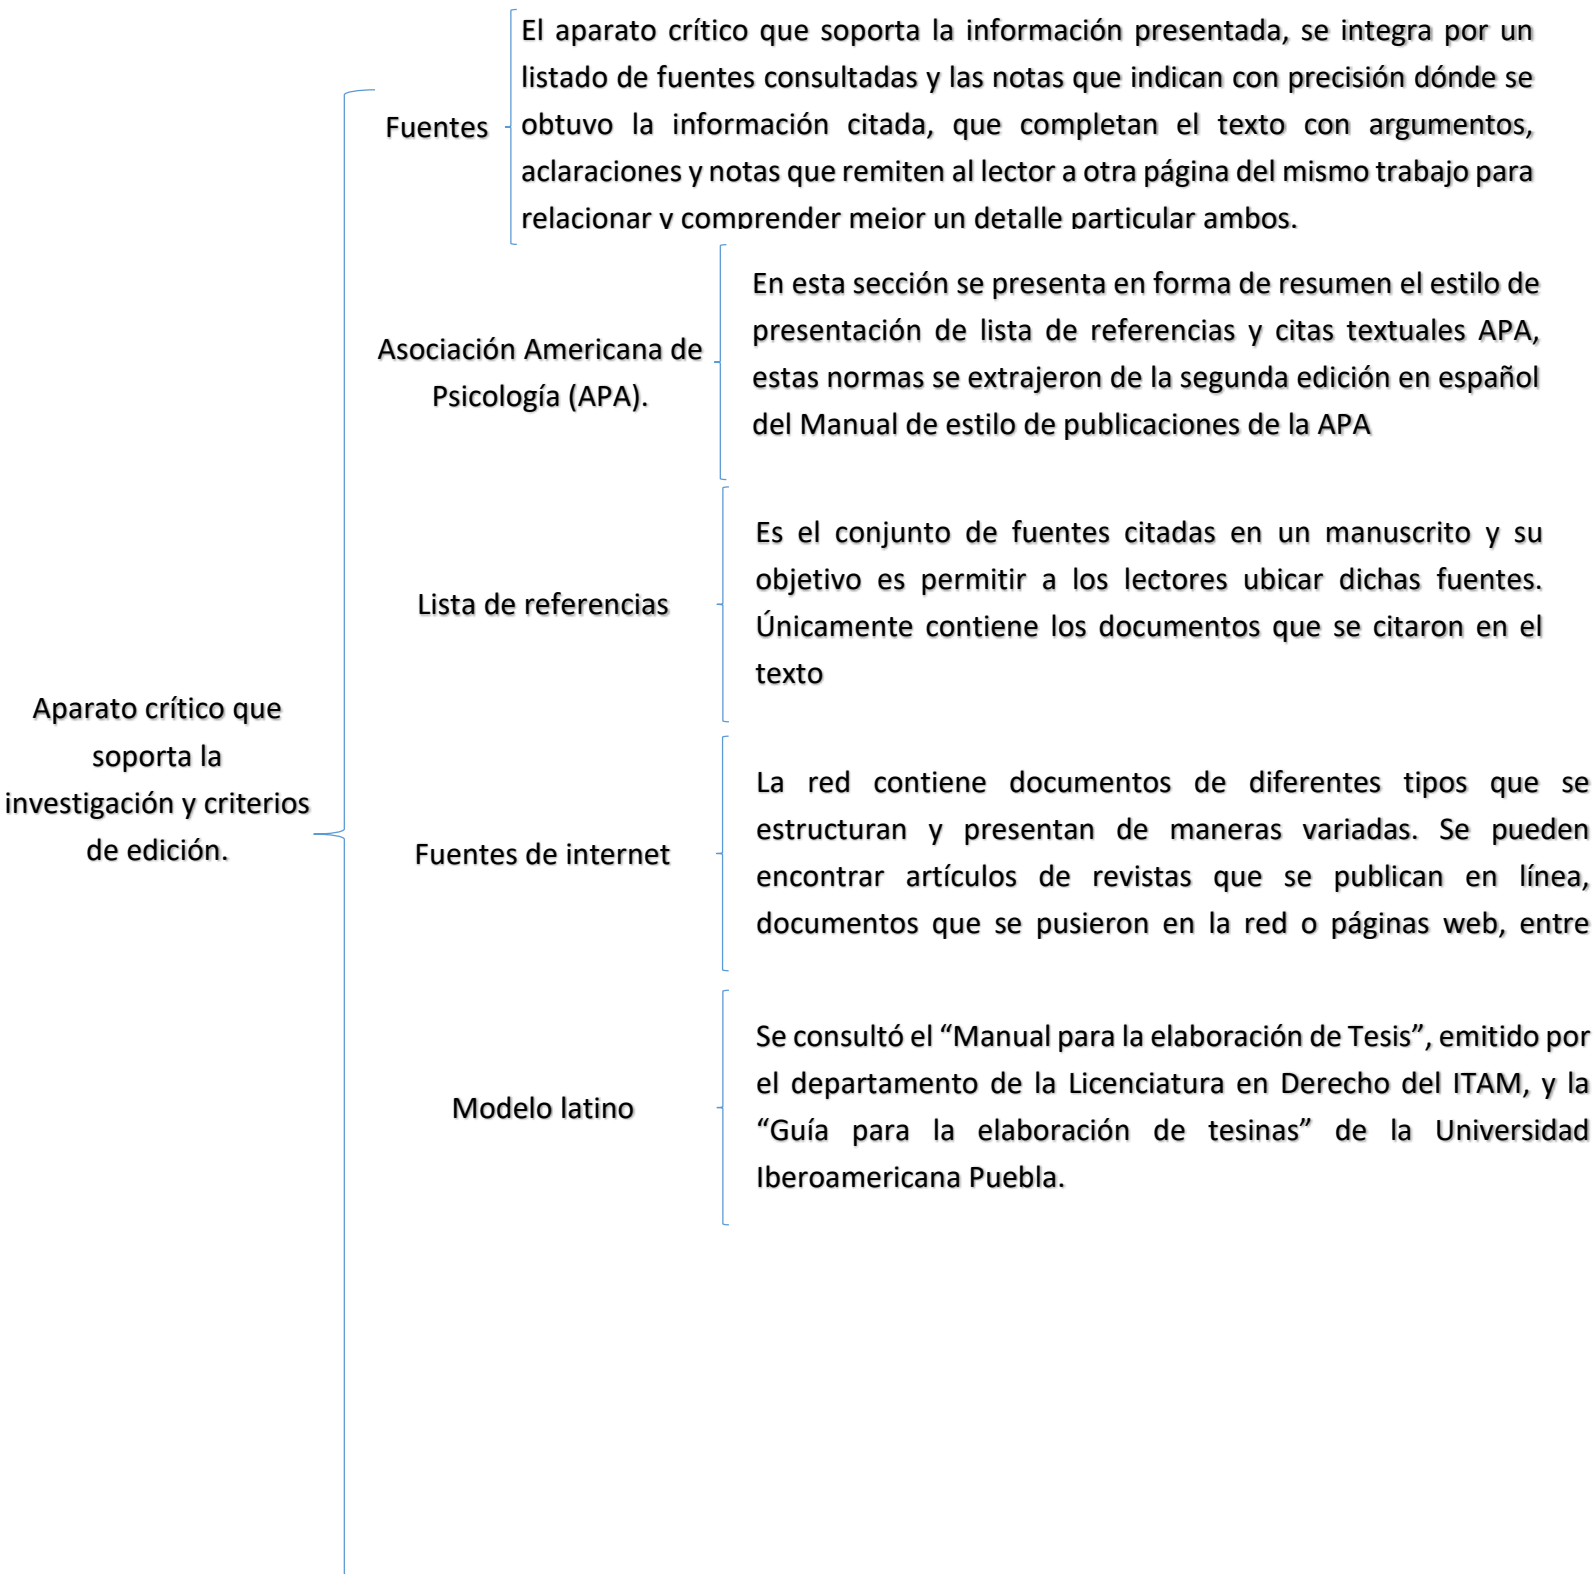 Aparato crítico que
soporta la
investigación y criterios
de edición.
Fuentes
El aparato crítico que soporta la información presentada, se integra por un
listado de fuentes consultadas y las notas que indican con precisión dónde se
obtuvo la información citada, que completan el texto con argumentos,
aclaraciones y notas que remiten al lector a otra página del mismo trabajo para
relacionar y comprender mejor un detalle particular ambos.
Asociación Americana de
Psicología (APA).
En esta sección se presenta en forma de resumen el estilo de
presentación de lista de referencias y citas textuales APA,
estas normas se extrajeron de la segunda edición en español
del Manual de estilo de publicaciones de la APA
Lista de referencias
Es el conjunto de fuentes citadas en un manuscrito y su
objetivo es permitir a los lectores ubicar dichas fuentes.
Únicamente contiene los documentos que se citaron en el
texto
Fuentes de internet
La red contiene documentos de diferentes tipos que se
estructuran y presentan de maneras variadas. Se pueden
encontrar artículos de revistas que se publican en línea,
documentos que se pusieron en la red o páginas web, entre
Modelo latino
Se consultó el “Manual para la elaboración de Tesis”, emitido por
el departamento de la Licenciatura en Derecho del ITAM, y la
“Guía para la elaboración de tesinas” de la Universidad
Iberoamericana Puebla.